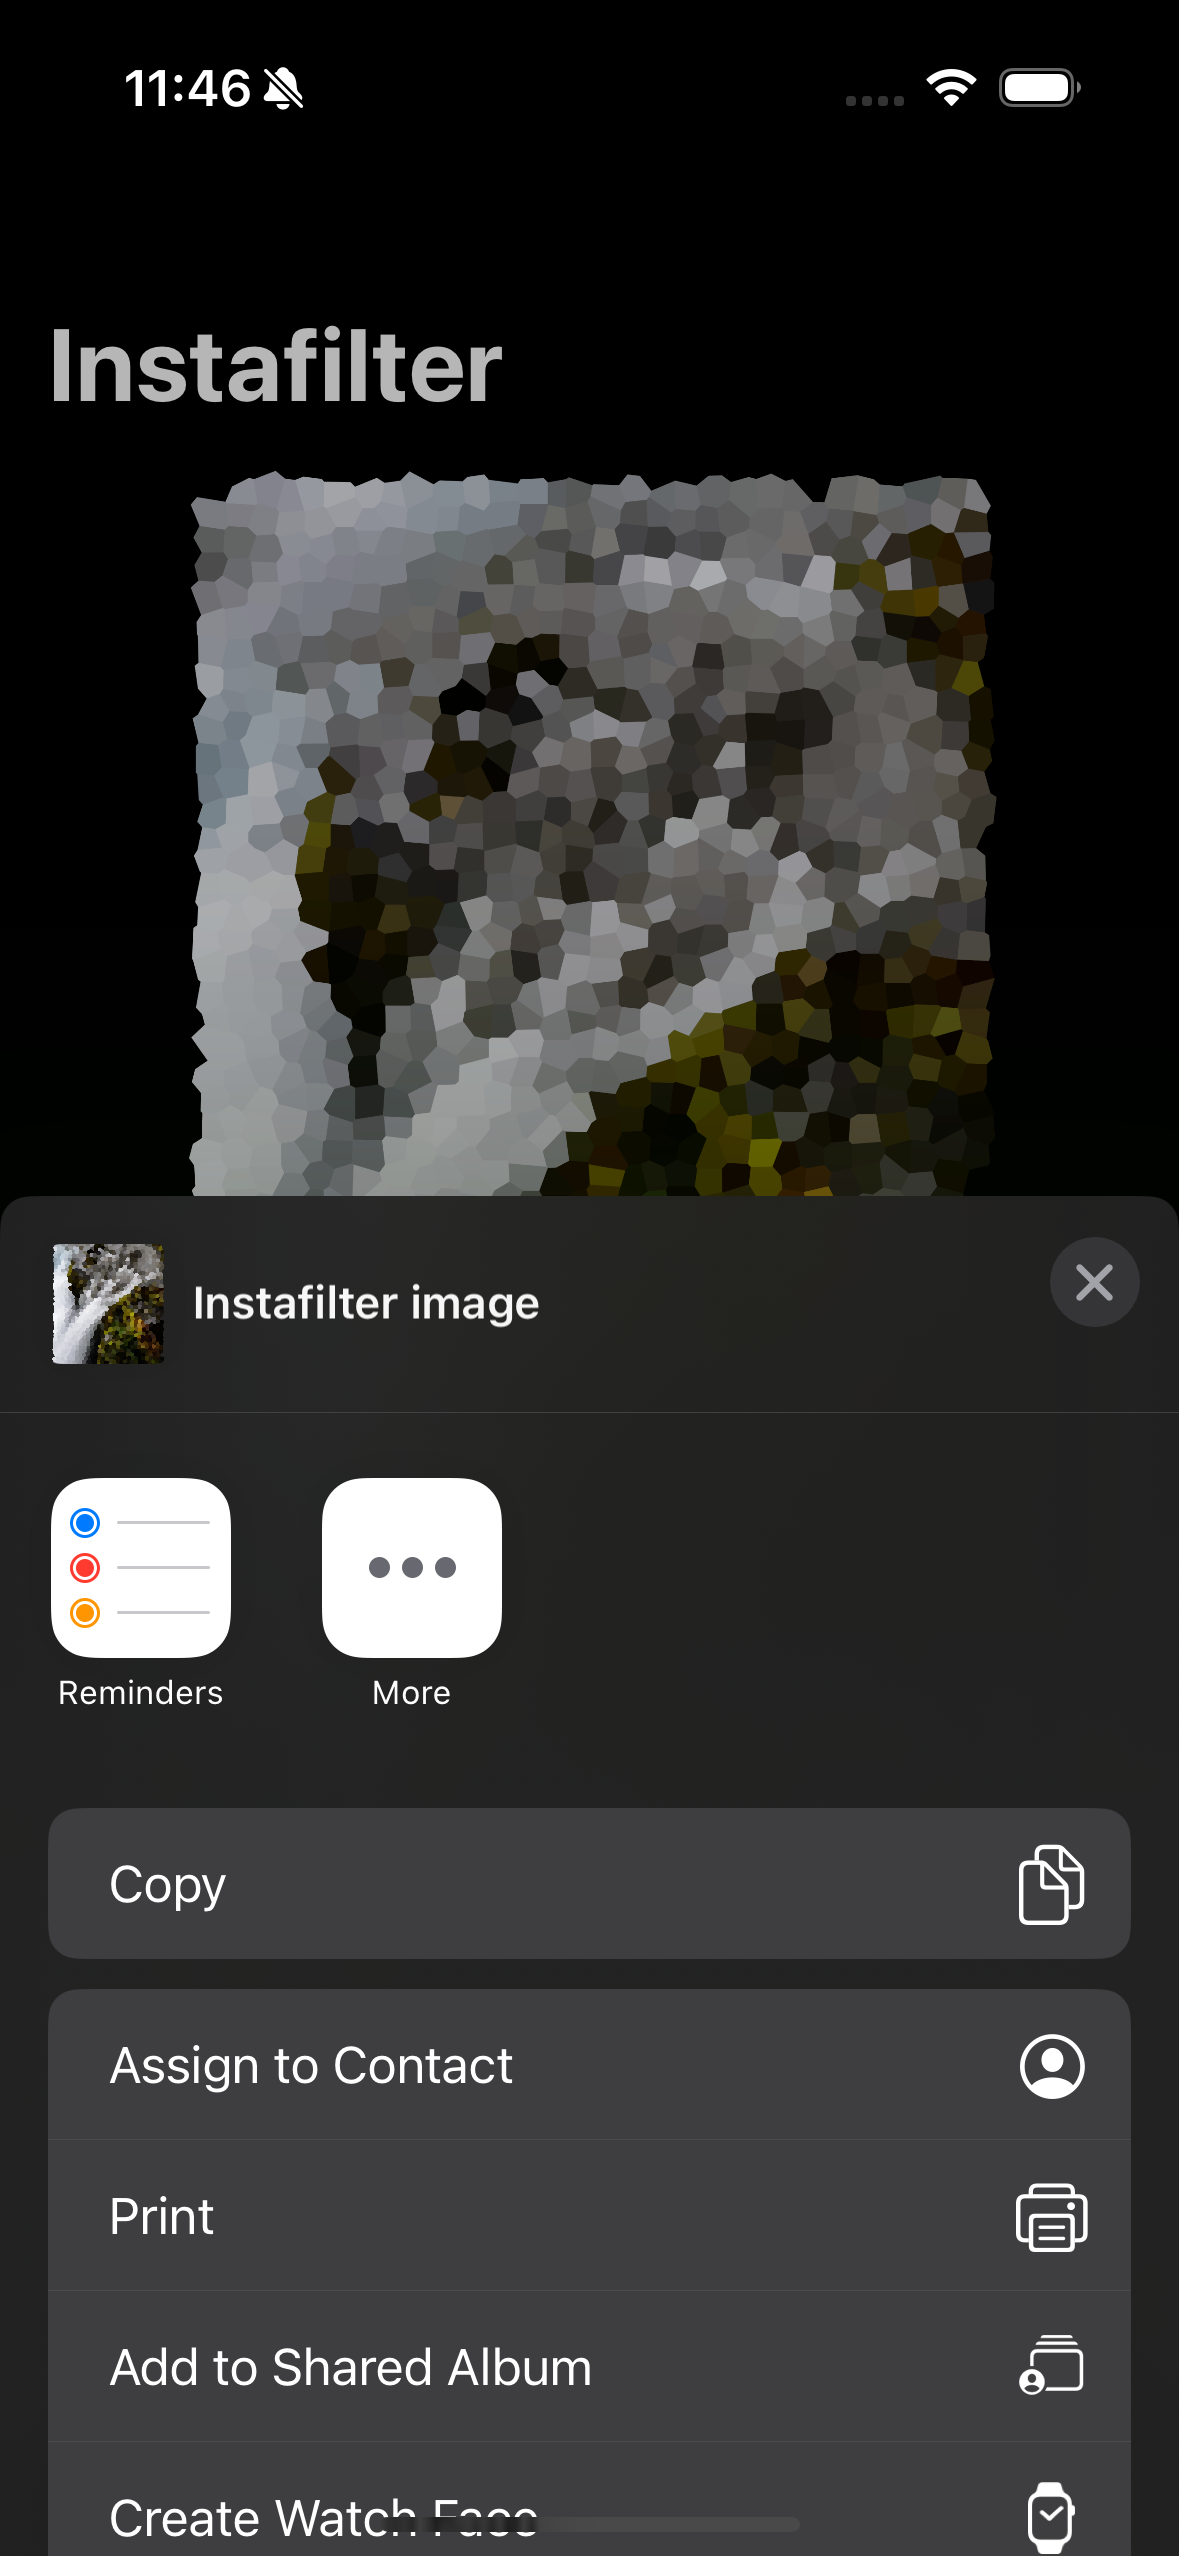 11:46
Instafilter
Instafilter image
Reminders
More
Copy
Assign to Contact
Print
Add to Shared Album
Create Watch Face